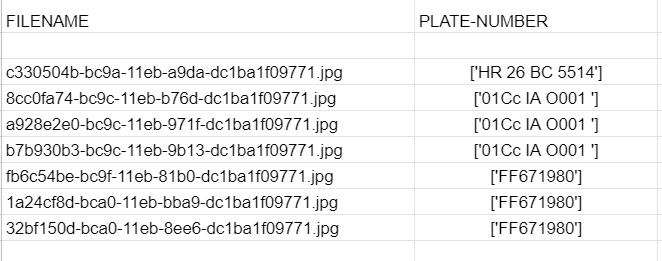 FILENAME PLATE-NUMBER
c330504b-bc9a-11eb-a9da-dc1ba1f09771.jpg ['HR 26 BC 5514']
8cc0fa74-bc9c-11eb-b76d-dc1ba1f09771.jpg ['01Cc IA O001 ']
a928e2e0-bc9c-11eb-971f-dc1ba1f09771.jpg ['01Cc IA O001 ']
b7b930b3-bc9c-11eb-9b13-dc1ba1f09771.jpg ['01Cc IA O001 ']
fb6c54be-bc9f-11eb-81b0-dc1ba1f09771.jpg ['FF671980']
1a24cf8d-bca0-11eb-bba9-dc1ba1f09771.jpg ['FF671980']
32bf150d-bca0-11eb-8ee6-dc1ba1f09771.jpg ['FF671980']